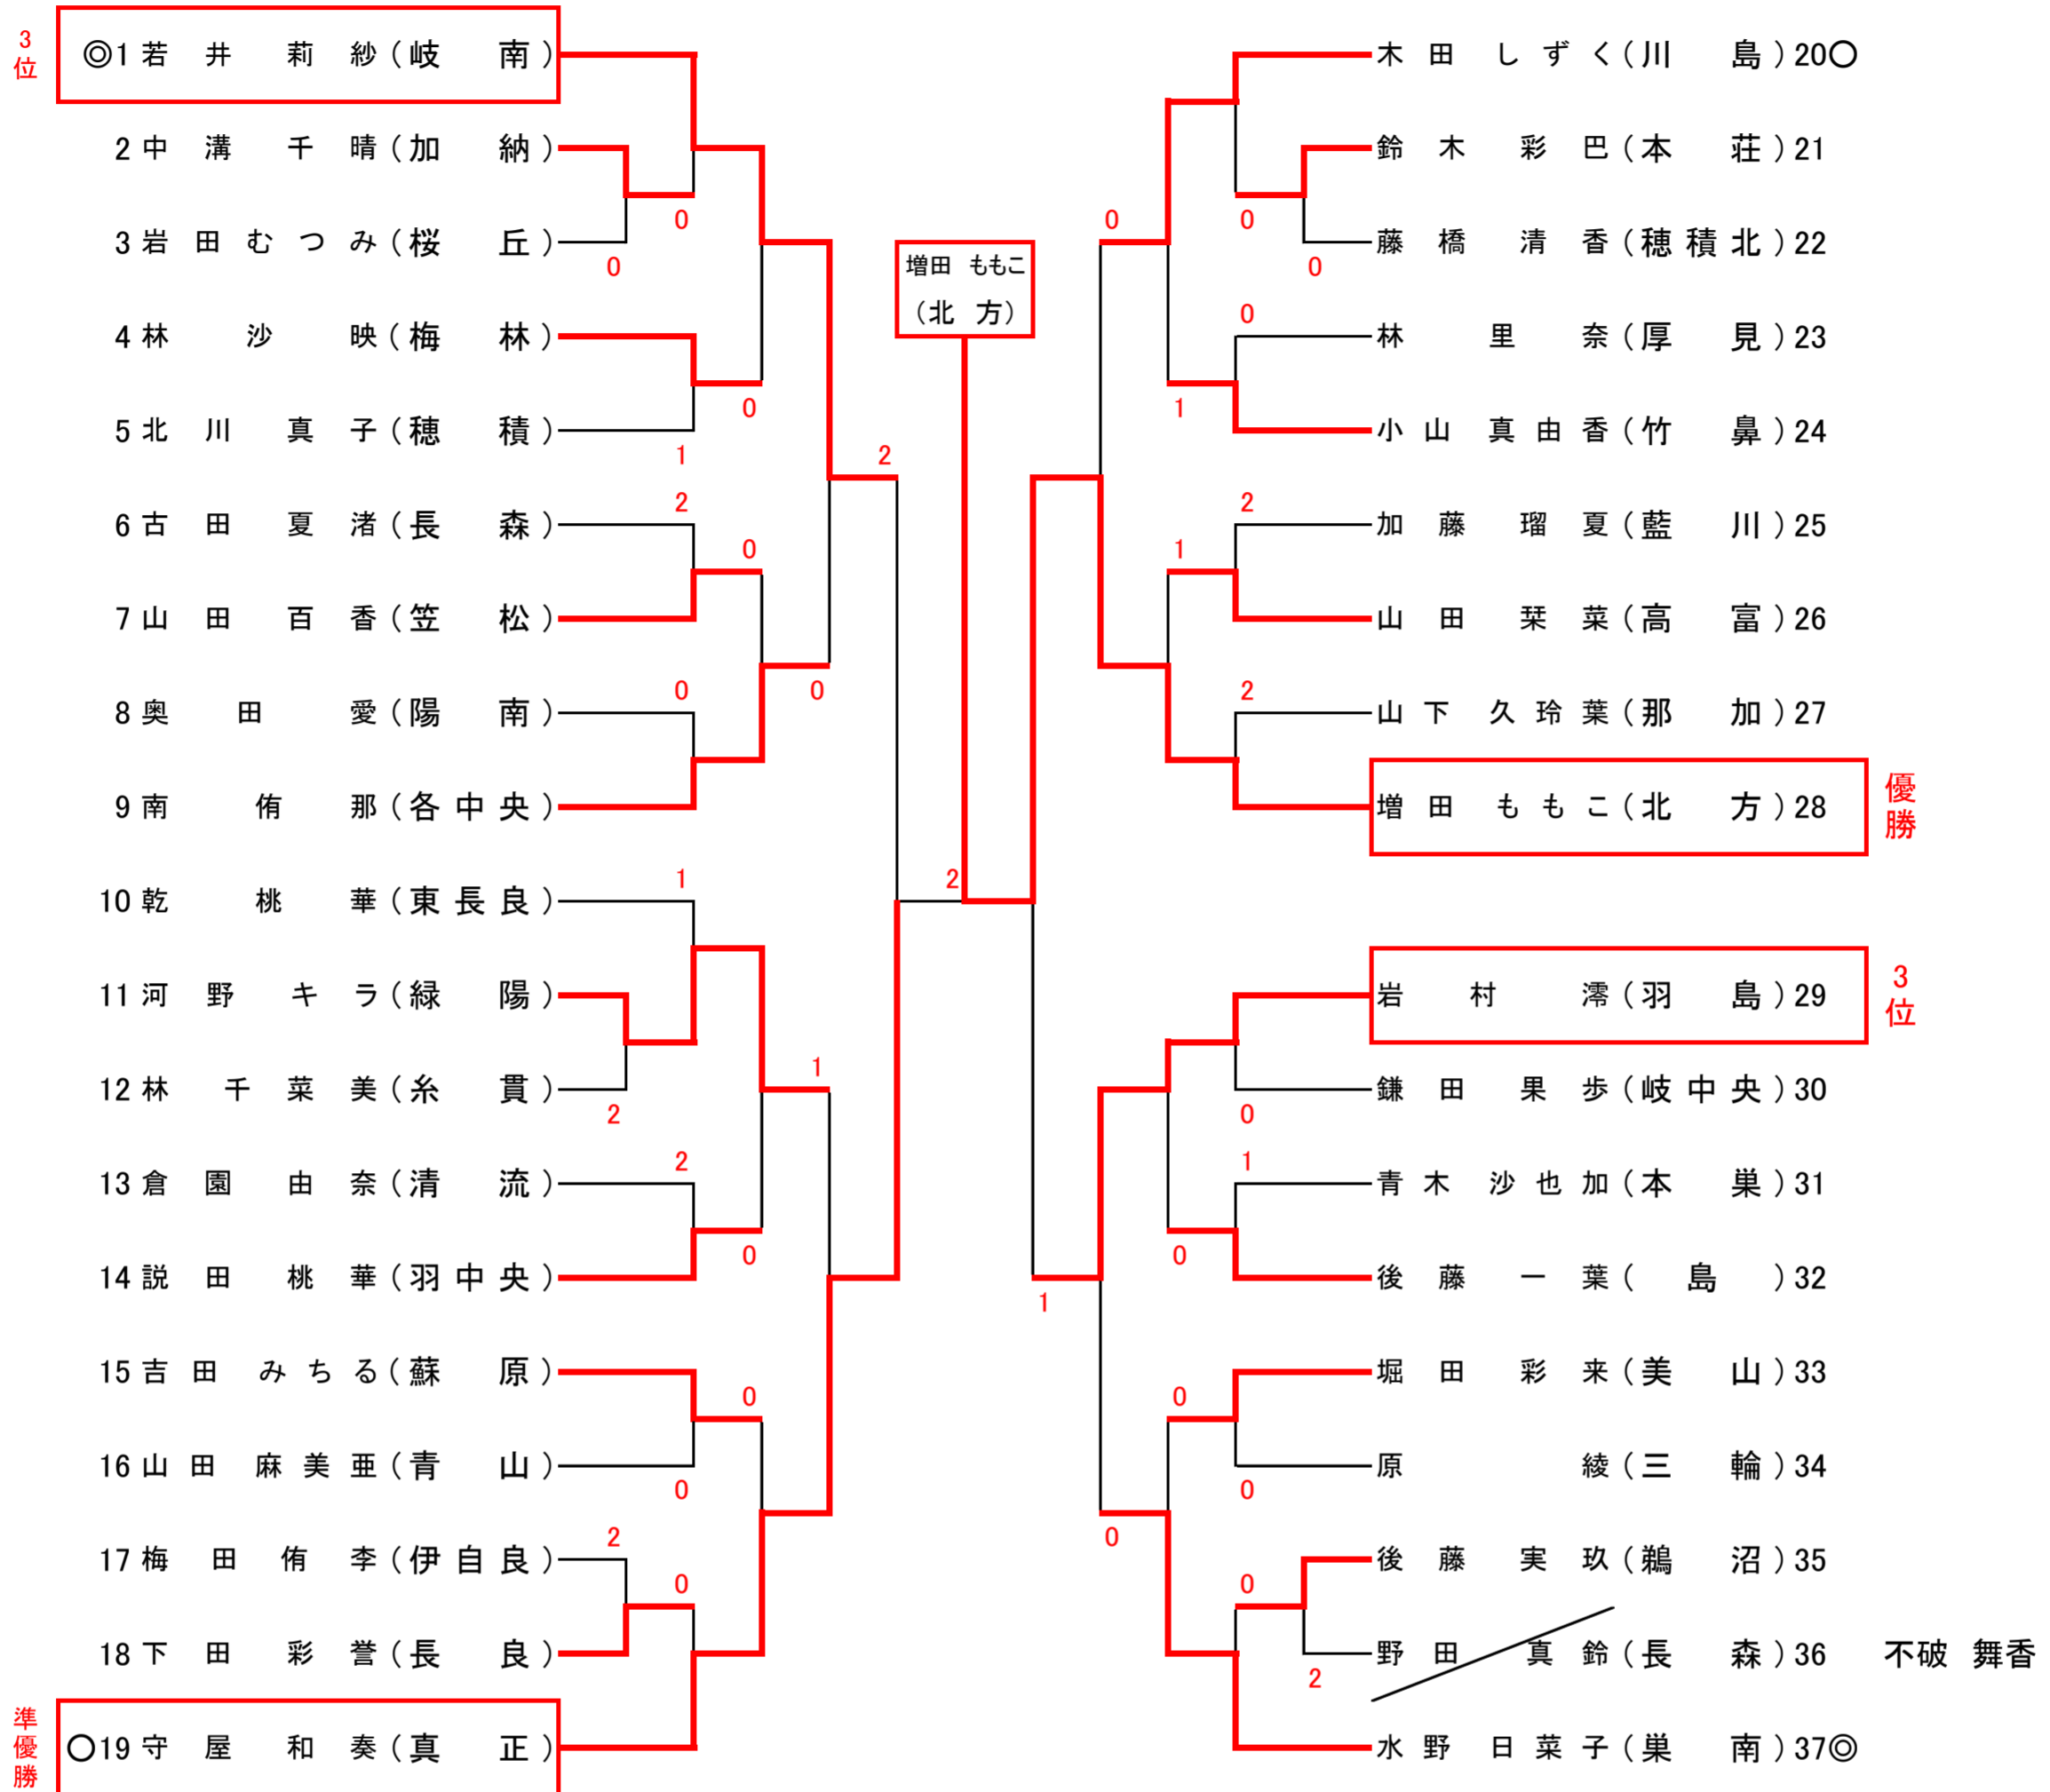 3位
◎1 若井 莉紗(岐南)
2 中溝 千晴(加納)
3 岩田 むつみ(桜丘)
4 林 沙映(梅林)
5 北川 真子(穂積)
6 古田 夏渚(長森)
7 山田 百香(笠松)
8 奥田 愛(陽南)
9 南 侑那(各中央)
10 乾 桃華(東長良)
11 河野 キラ(緑陽)
12 林 千菜美(糸貫)
13 倉園 由奈(清流)
14 説田 桃華(羽中央)
15 吉田 みちる(蘇原)
16 山田 麻美亜(青山)
17 梅田 侑李(伊自良)
18 下田 彩誉(長良)
準優勝
○19 守屋 和奏(真正)
0
0
0
1
2
0
0
0
2
1
2
1
2
0
0
0
2
0
2
増田 ももこ
(北方)
0
0
0
0
1
2
1
2
1
0
1
0
0
0
0
0
2
木田 しずく(川島)20○
鈴木 彩巴(本荘)21
藤橋 清香(穂積北)22
林 里奈(厚見)23
小山 真由香(竹鼻)24
加藤 瑠夏(藍川)25
山田 栞菜(高富)26
山下 久玲葉(那加)27
増田 ももこ(北方)28
優勝
岩村 澪(羽島)29
3位
鎌田 果歩(岐中央)30
青木 沙也加(本巣)31
後藤 一葉(島)32
堀田 彩来(美山)33
原 綾(三輪)34
後藤 実玖(鵜沼)35
野田 真鈴(長森)36 不破 舞香
水野 日菜子(巣南)37◎